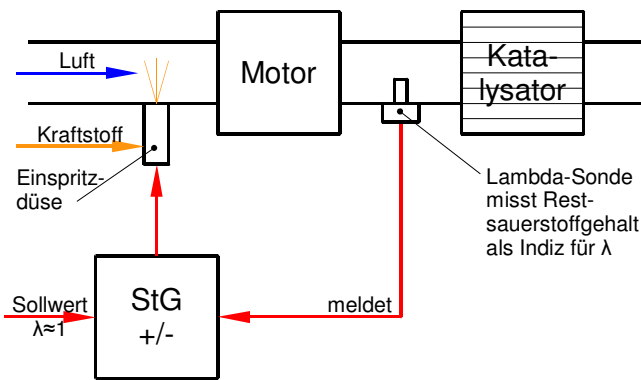 Luft
Motor
Kata-
lysator
Kraftstoff
Einspritz-
düse
Lambda-Sonde
misst Rest-
sauerstoffgehalt
als Indiz für λ
Sollwert
λ≈1
StG
+/-
meldet